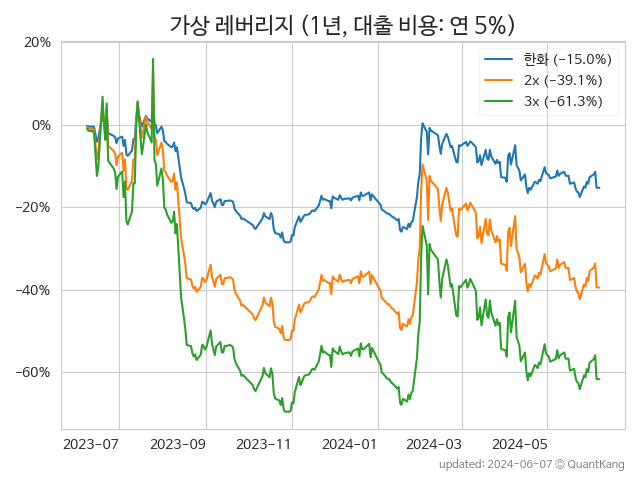 가상 레버리지 (1년, 대출 비용: 연 5%)
20%
0%
−20%
−40%
−60%
한화 (−15.0%)
2x (−39.1%)
3x (−61.3%)
2023-07
2023-09
2023-11
2024-01
2024-03
2024-05
updated: 2024-06-07 © QuantKang